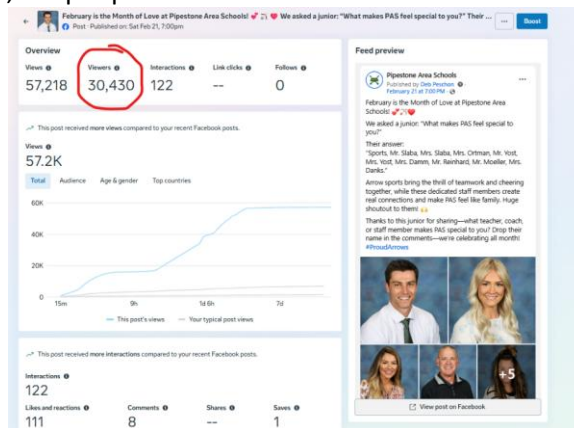 February is the Month of Love at Pipestone Area Schools! 💕 🏹 ❤️ We asked a junior: "What makes PAS feel special to you?" Their ...
Post · Published on: Sat Feb 21, 7:00pm
...
Boost
Overview
Views
Viewers
Interactions
Link clicks
Follows
57,218
30,430
122
--
0
This post received more views compared to your recent Facebook posts.
Views
57.2K
Total
Audience
Age & gender
Top countries
60K
40K
20K
0
15m
9h
1d 6h
7d
This post's views
Your typical post views
This post received more interactions compared to your recent Facebook posts.
Interactions
122
Likes and reactions
Comments
Shares
Saves
111
8
--
1
Feed preview
Pipestone Area Schools
Published by Deb Peschon
February 21 at 7:00 PM
February is the Month of Love at Pipestone Area
Schools! 💕🏹❤️
We asked a junior: "What makes PAS feel special to
you?"
Their answer:
"Sports, Mr. Slaba, Mrs. Slaba, Mrs. Ortman, Mr. Yost,
Mrs. Yost, Mrs. Damm, Mr. Reinhard, Mr. Moeller, Mrs.
Danks."
Arrow sports bring the thrill of teamwork and cheering
together, while these dedicated staff members create
real connections and make PAS feel like family. Huge
shoutout to them! 🙌
Thanks to this junior for sharing—what teacher, coach,
or staff member makes PAS special to you? Drop their
name in the comments—we're celebrating all month!
#ProudArrows
+5
View post on Facebook